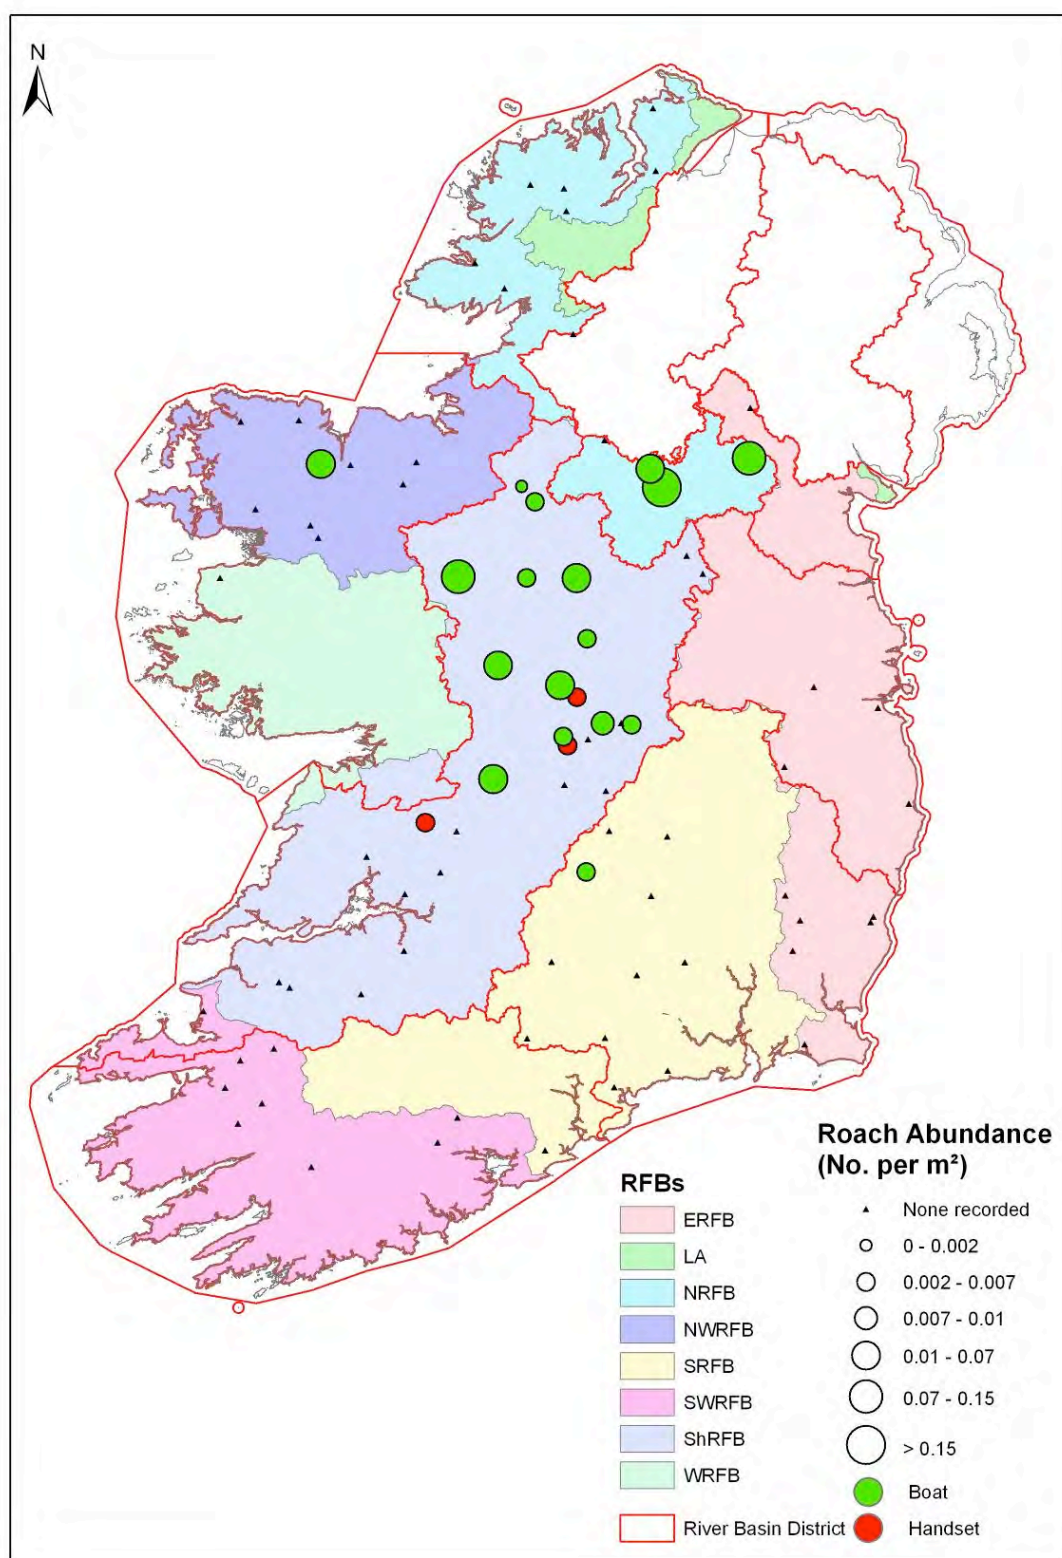 N
RFBs
ERFB
LA
NRFB
NWRFB
SRFB
SWRFB
ShRFB
WRFB
River Basin District
Roach Abundance
(No. per m²)
None recorded
0 - 0.002
0.002 - 0.007
0.007 - 0.01
0.01 - 0.07
0.07 - 0.15
> 0.15
Boat
Handset